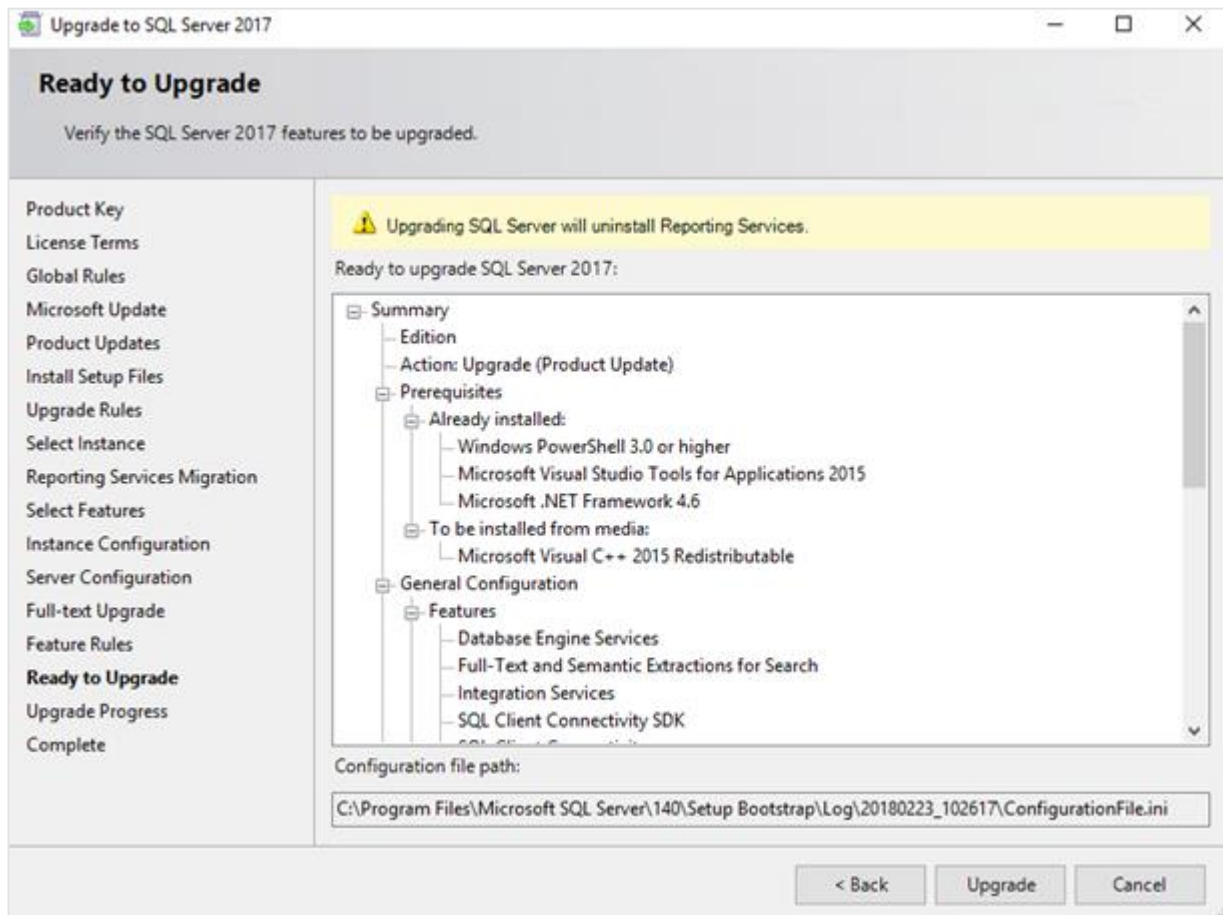 Upgrade to SQL Server 2017
Ready to Upgrade
Verify the SQL Server 2017 features to be upgraded.
Product Key
License Terms
Global Rules
Microsoft Update
Product Updates
Install Setup Files
Upgrade Rules
Select Instance
Reporting Services Migration
Select Features
Instance Configuration
Server Configuration
Full-text Upgrade
Feature Rules
Ready to Upgrade
Upgrade Progress
Complete
Upgrading SQL Server will uninstall Reporting Services.
Ready to upgrade SQL Server 2017:
Summary
Edition
Action: Upgrade (Product Update)
Prerequisites
Already installed:
Windows PowerShell 3.0 or higher
Microsoft Visual Studio Tools for Applications 2015
Microsoft .NET Framework 4.6
To be installed from media:
Microsoft Visual C++ 2015 Redistributable
General Configuration
Features
Database Engine Services
Full-Text and Semantic Extractions for Search
Integration Services
SQL Client Connectivity SDK
Configuration file path:
C:\Program Files\Microsoft SQL Server\140\Setup Bootstrap\Log\20180223_102617\ConfigurationFile.ini
< Back
Upgrade
Cancel